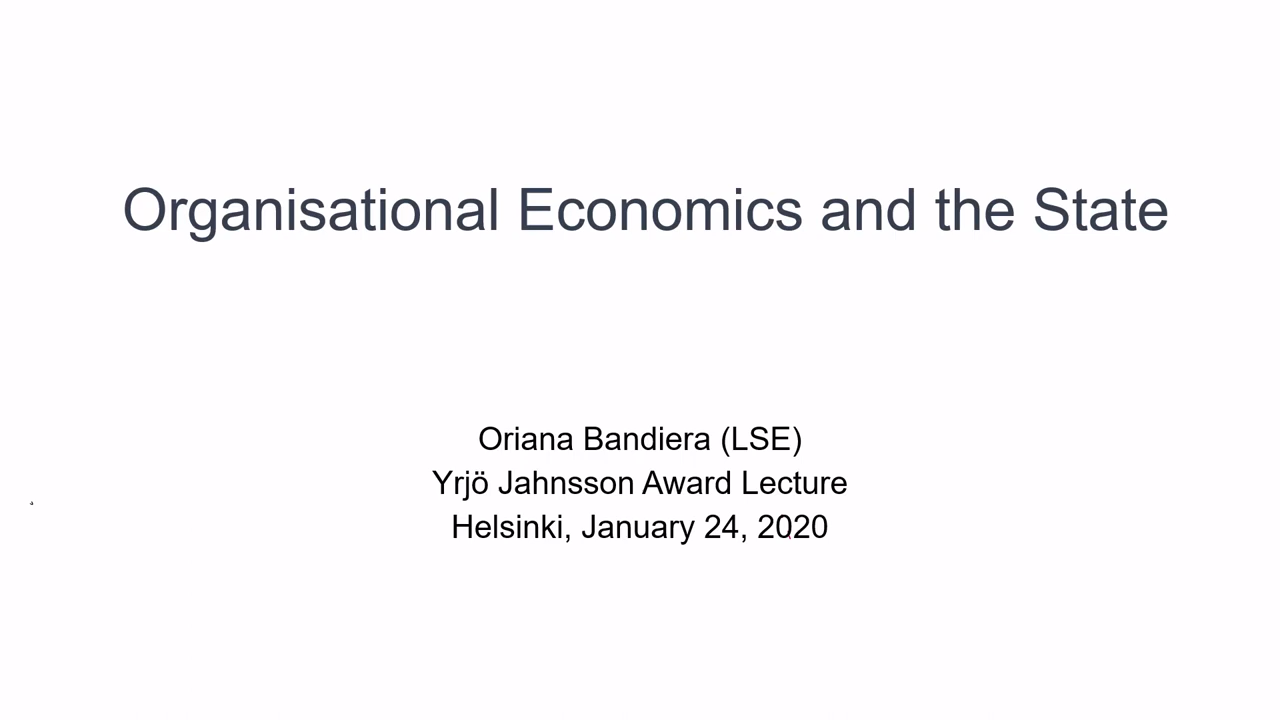 Organisational Economics and the State
Oriana Bandiera (LSE)
Yrjö Jahnsson Award Lecture
Helsinki, January 24, 2020